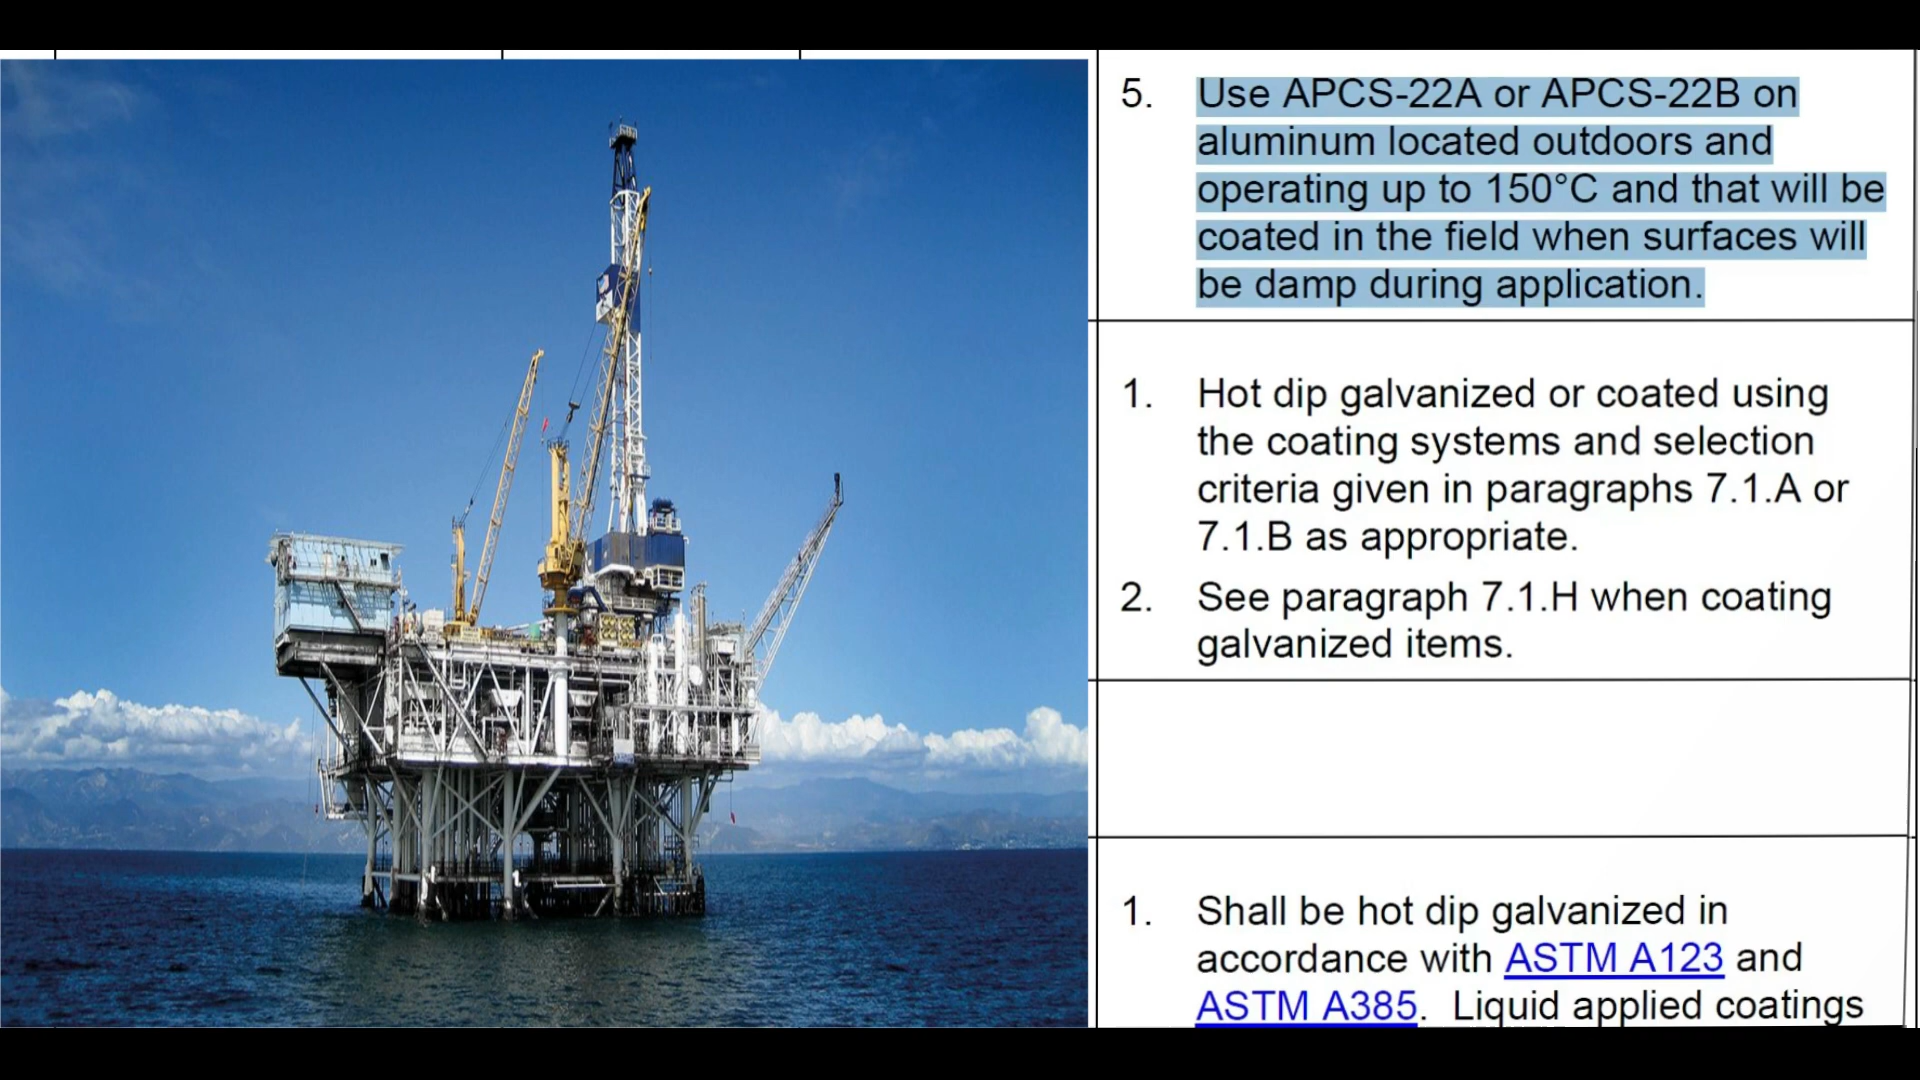 5. Use APCS-22A or APCS-22B on
aluminum located outdoors and
operating up to 150°C and that will be
coated in the field when surfaces will
be damp during application.
1. Hot dip galvanized or coated using
the coating systems and selection
criteria given in paragraphs 7.1.A or
7.1.B as appropriate.
2. See paragraph 7.1.H when coating
galvanized items.
1. Shall be hot dip galvanized in
accordance with ASTM A123 and
ASTM A385. Liquid applied coatings